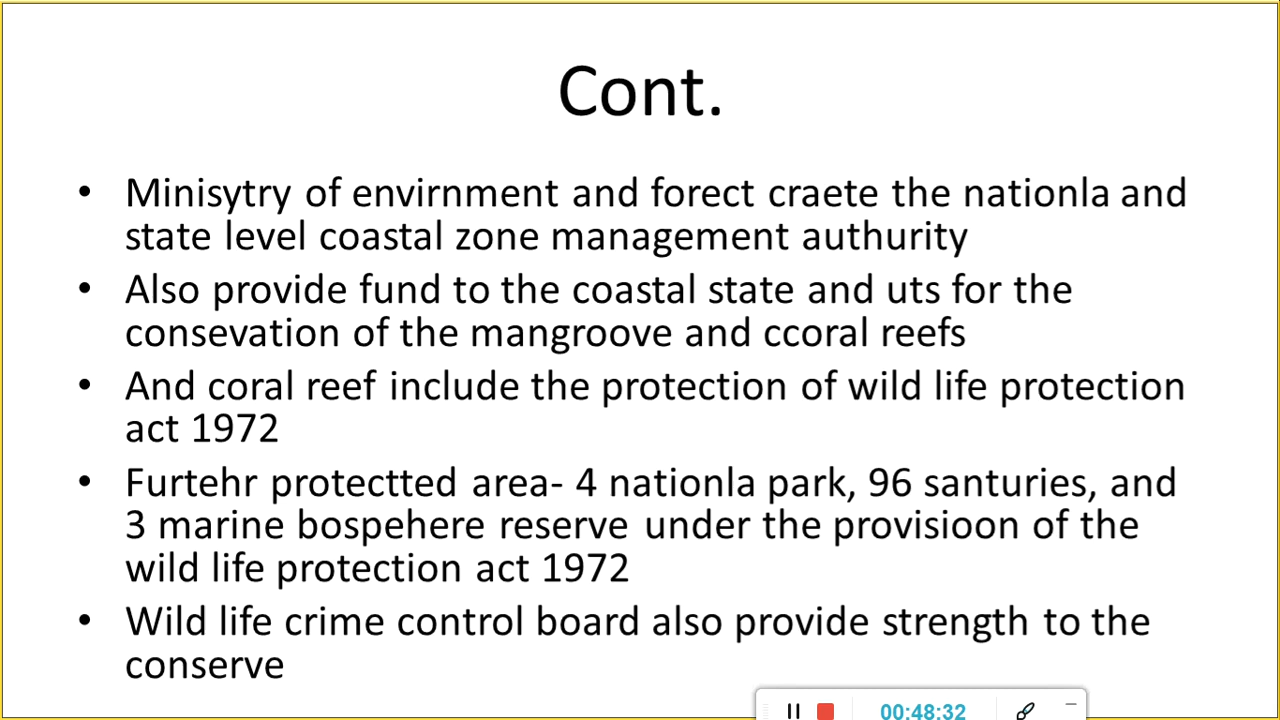 Cont.
• Minisytry of envirnment and forect craete the nationla and
state level coastal zone management authurity
• Also provide fund to the coastal state and uts for the
consevation of the mangroove and ccoral reefs
• And coral reef include the protection of wild life protection
act 1972
• Furtehr protectted area- 4 nationla park, 96 santuries, and
3 marine bospehere reserve under the provisioon of the
wild life protection act 1972
• Wild life crime control board also provide strength to the
conserve
00:48:32